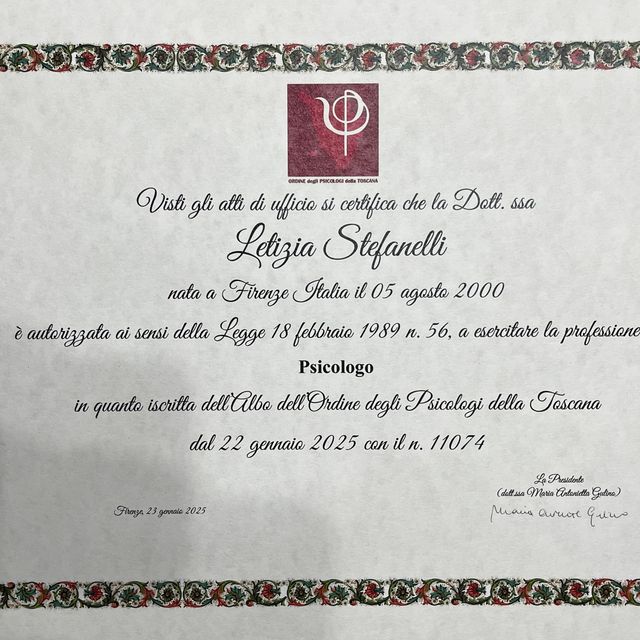 ORDINE degli PSICOLOGI della TOSCANA
Visti gli atti di ufficio si certifica che la Dott. ssa
Letizia Stefanelli
nata a Firenze Italia il 05 agosto 2000
è autorizzata ai sensi della Legge 18 febbraio 1989 n. 56, a esercitare la professione
Psicologo
in quanto iscritta dell'Albo dell'Ordine degli Psicologi della Toscana
dal 22 gennaio 2025 con il n. 11074
La Presidente
(dott.ssa Maria Antonietta Gulino)
Firenze, 23 gennaio 2025